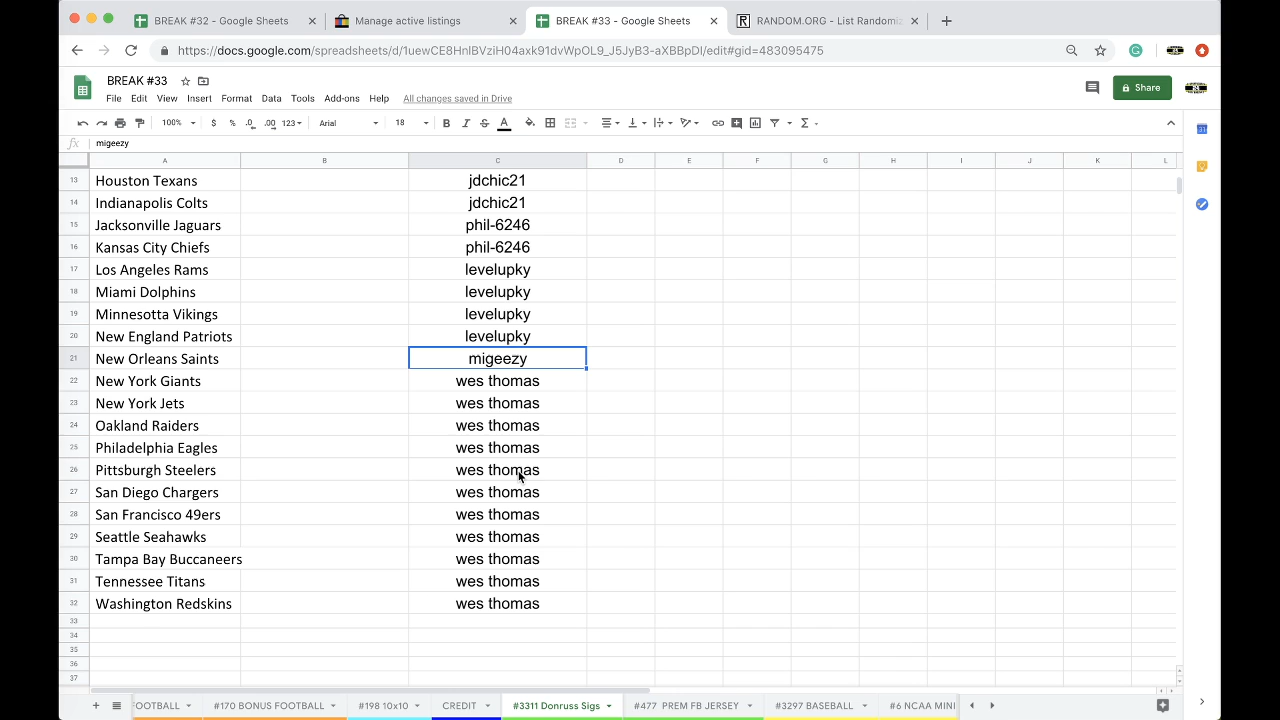 BREAK #32 - Google Sheets
Manage active listings
BREAK #33 - Google Sheets
RANDOM.ORG - List Randomiz
https://docs.google.com/spreadsheets/d/1uewCE8HnIBVziH04axk91dvWpOL9_J5JyB3-aXBBpDI/edit#gid=483095475
BREAK #33
File Edit View Insert Format Data Tools Add-ons Help All changes saved in Drive
Share
100% $ % .0 .00 123 Arial 18 B I S A
fx migeezy
A B C D E F G H I J K L
13 Houston Texans jdchic21
14 Indianapolis Colts jdchic21
15 Jacksonville Jaguars phil-6246
16 Kansas City Chiefs phil-6246
17 Los Angeles Rams levelupky
18 Miami Dolphins levelupky
19 Minnesota Vikings levelupky
20 New England Patriots levelupky
21 New Orleans Saints migeezy
22 New York Giants wes thomas
23 New York Jets wes thomas
24 Oakland Raiders wes thomas
25 Philadelphia Eagles wes thomas
26 Pittsburgh Steelers wes thomas
27 San Diego Chargers wes thomas
28 San Francisco 49ers wes thomas
29 Seattle Seahawks wes thomas
30 Tampa Bay Buccaneers wes thomas
31 Tennessee Titans wes thomas
32 Washington Redskins wes thomas
33
34
35
36
37
OOTBALL #170 BONUS FOOTBALL #198 10x10 CREDIT #3311 Donruss Sigs #477 PREM FB JERSEY #3297 BASEBALL #6 NCAA MINI